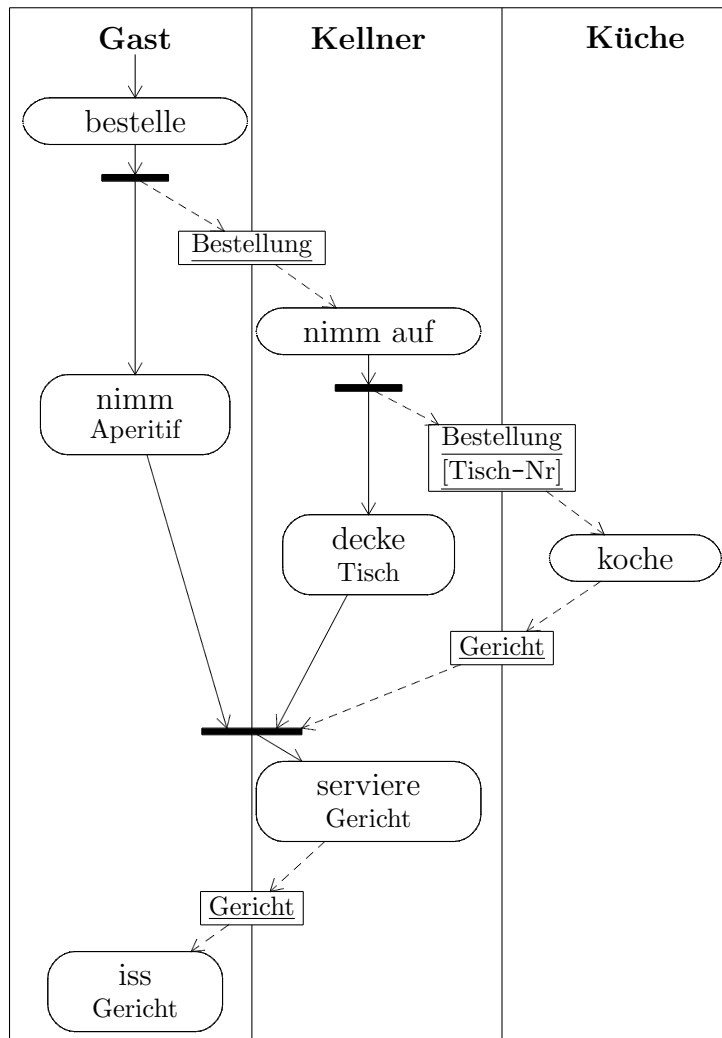 Gast
Kellner
Küche
bestelle
Bestellung
nimm auf
nimm
Aperitif
Bestellung
[Tisch-Nr]
decke
Tisch
koche
Gericht
serviere
Gericht
Gericht
iss
Gericht